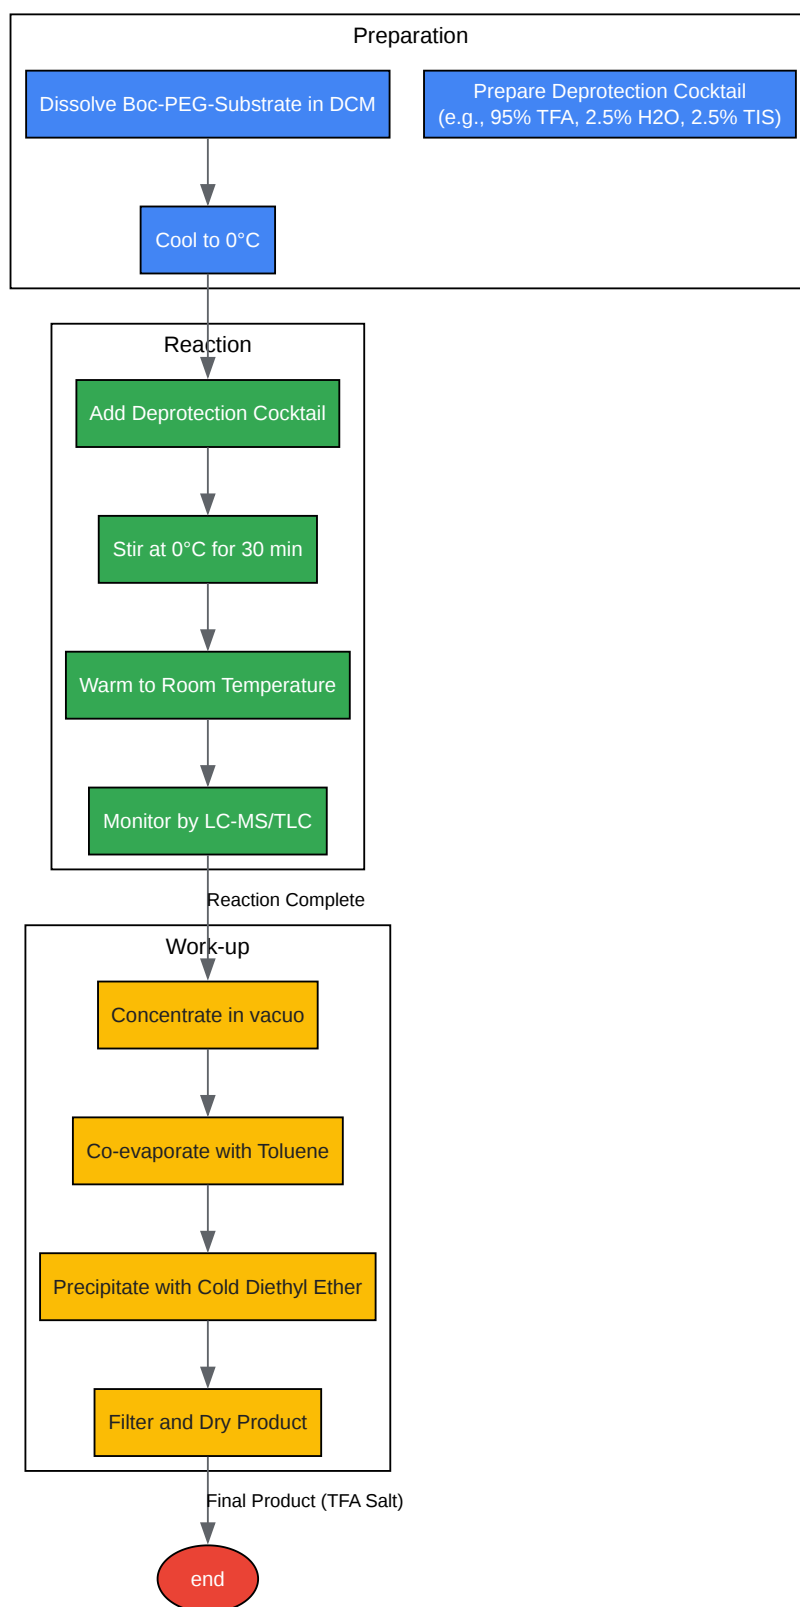 Preparation
Dissolve Boc-PEG-Substrate in DCM
Prepare Deprotection Cocktail
(e.g., 95% TFA, 2.5% H2O, 2.5% TIS)
Cool to 0°C
Reaction
Add Deprotection Cocktail
Stir at 0°C for 30 min
Warm to Room Temperature
Monitor by LC-MS/TLC
Reaction Complete
Work-up
Concentrate in vacuo
Co-evaporate with Toluene
Precipitate with Cold Diethyl Ether
Filter and Dry Product
Final Product (TFA Salt)
end